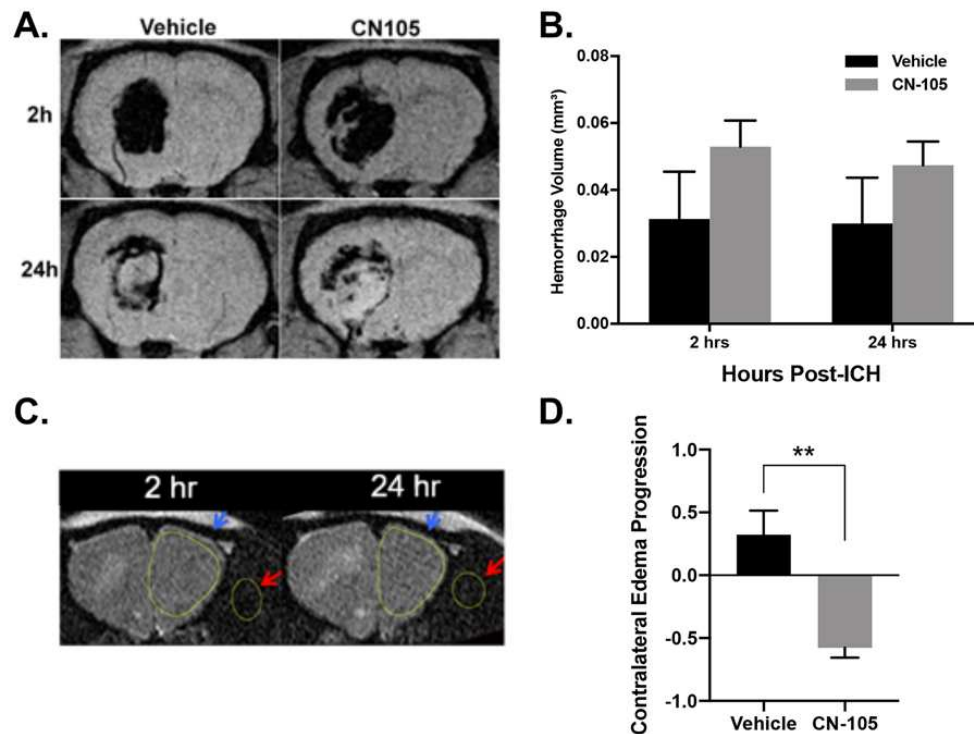 A.
Vehicle
CN105
2h
24h
B.
Hemorrhage Volume (mm³)
0.08
0.06
0.04
0.02
0.00
Vehicle
CN-105
2 hrs
24 hrs
Hours Post-ICH
C.
2 hr
24 hr
D.
Contralateral Edema Progression
1.0
0.5
0.0
-0.5
-1.0
**
Vehicle
CN-105